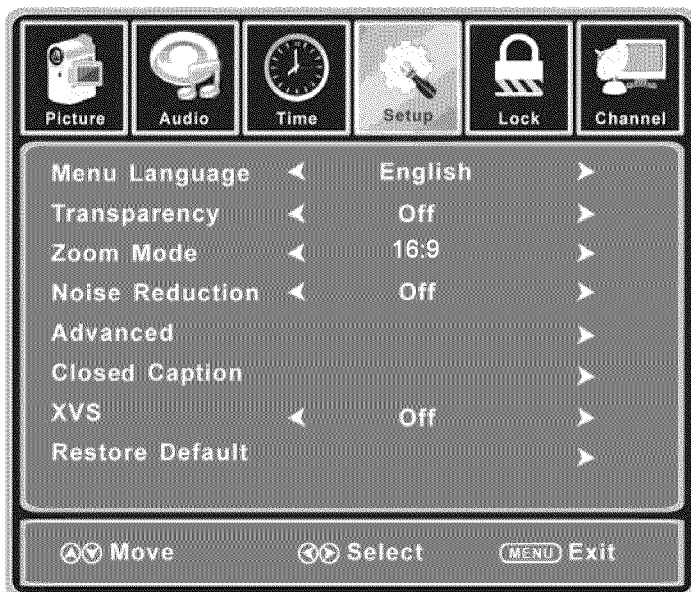 Picture Audio Time Setup Lock Channel
Menu Language English
Transparency Off
Zoom Mode 16:9
Noise Reduction Off
Advanced
Closed Caption
XVS Off
Restore Default
Move Select MENU Exit